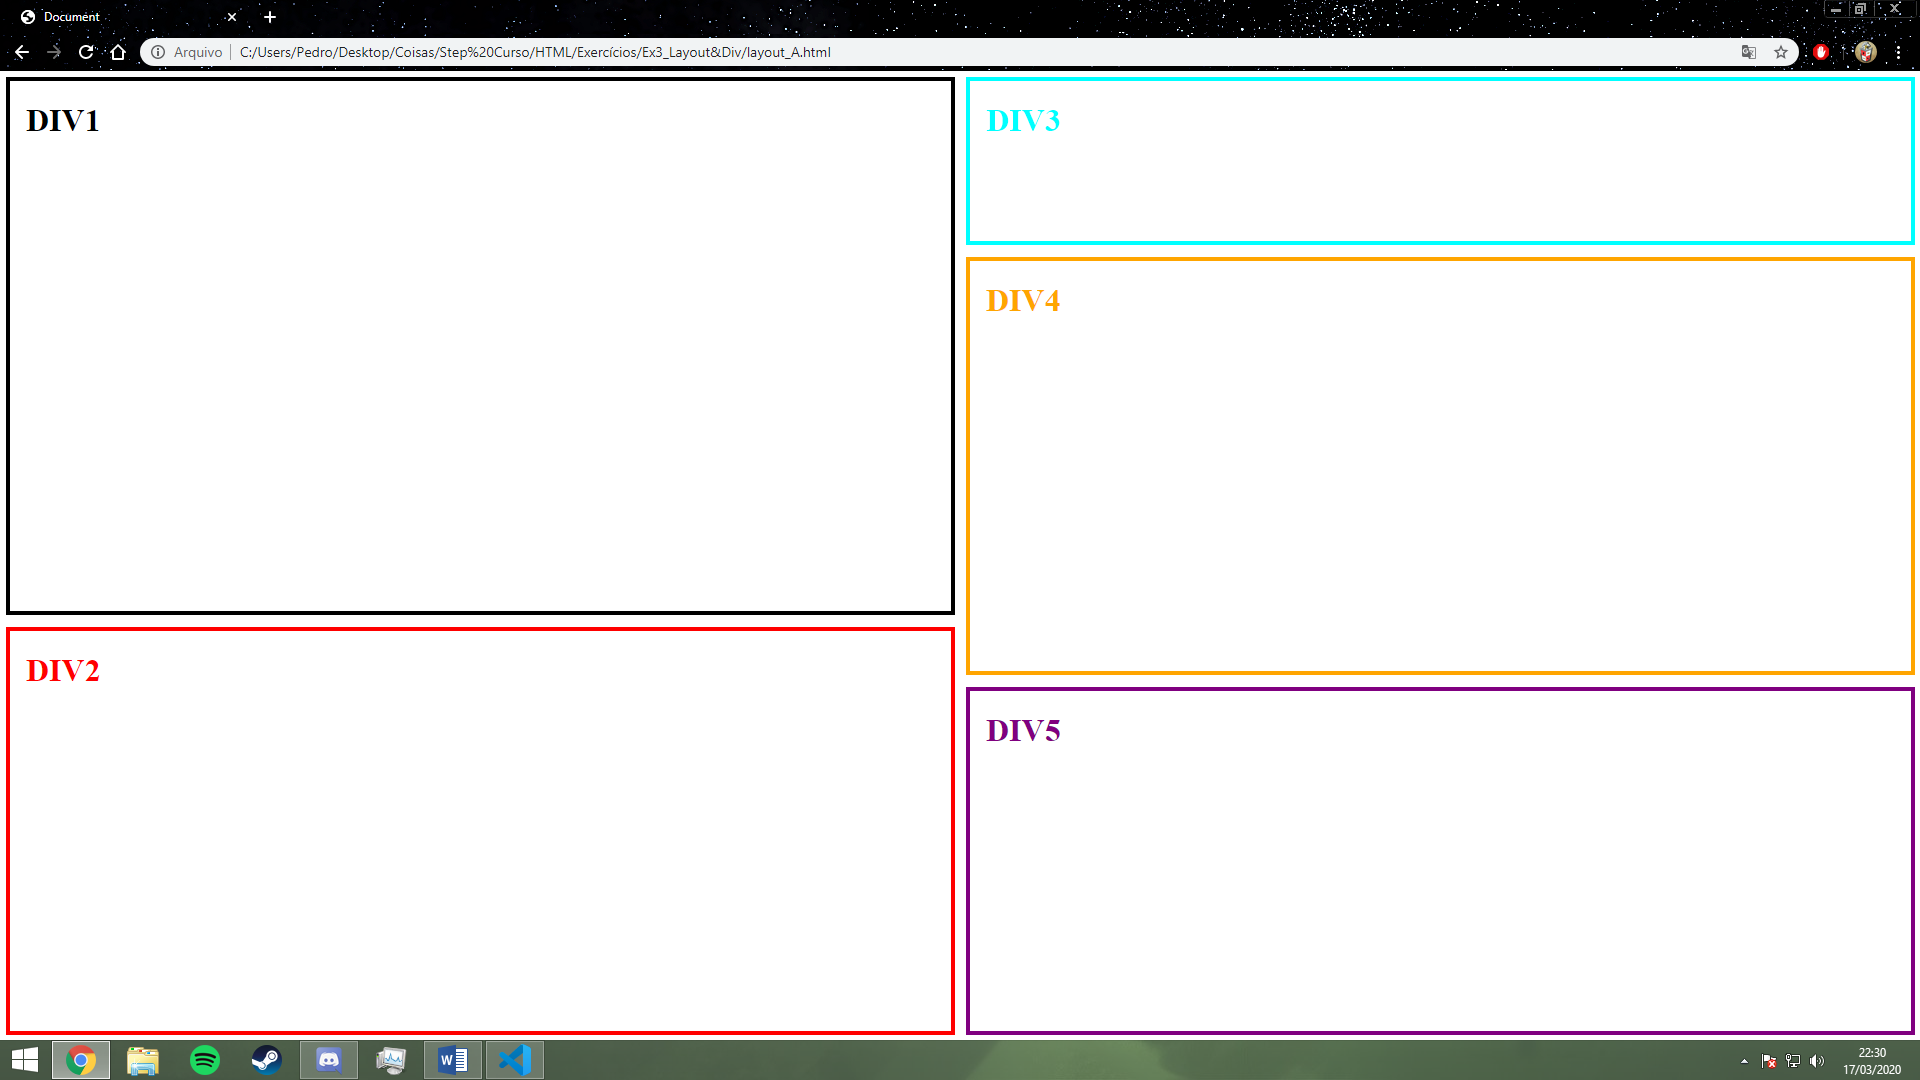 Document
Arquivo
C:/Users/Pedro/Desktop/Coisas/Step%20Curso/HTML/Exercícios/Ex3_Layout&Div/layout_A.html
DIV1
DIV2
DIV3
DIV4
DIV5
22:30
17/03/2020